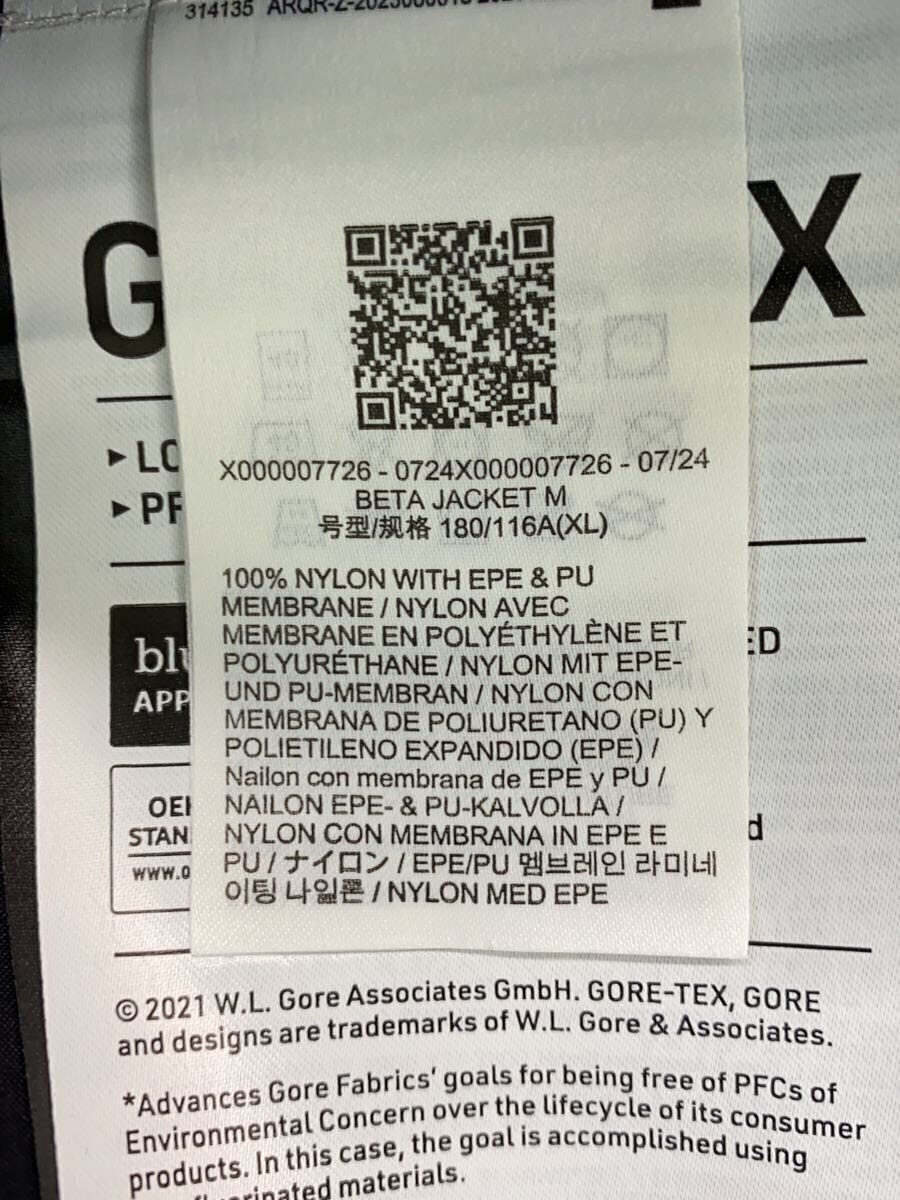 314135
G X
►LO
►PF
X000007726 - 0724X000007726 - 07/24
BETA JACKET M
号型/规格 180/116A(XL)
100% NYLON WITH EPE & PU
MEMBRANE / NYLON AVEC
MEMBRANE EN POLYÉTHYLÈNE ET
POLYURÉTHANE / NYLON MIT EPE-
UND PU-MEMBRAN / NYLON CON
MEMBRANA DE POLIURETANO (PU) Y
POLIETILENO EXPANDIDO (EPE) /
Nailon con membrana de EPE y PU /
NAILON EPE- & PU-KALVOLLA /
NYLON CON MEMBRANA IN EPE E
PU / ナイロン / EPE/PU 멤브레인 라미네
이팅 나일론 / NYLON MED EPE
ED
APP
STAN
d
www.o
© 2021 W.L. Gore Associates GmbH. GORE-TEX, GORE
and designs are trademarks of W.L. Gore & Associates.
*Advances Gore Fabrics' goals for being free of PFCs of
Environmental Concern over the lifecycle of its consumer
products. In this case, the goal is accomplished using
materials.